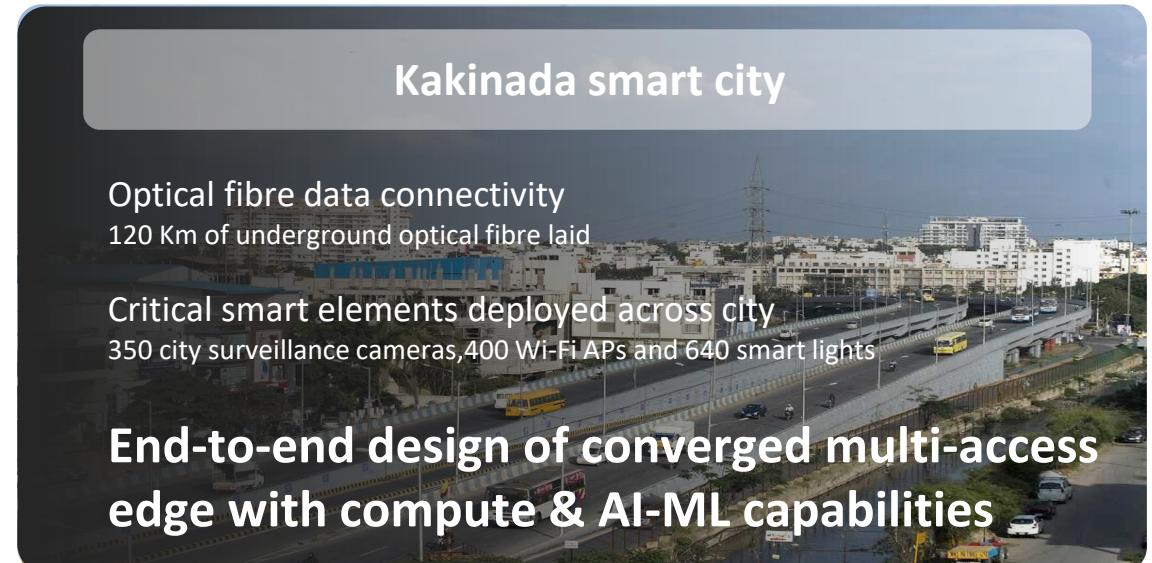 Kakinada smart city
Optical fibre data connectivity
120 Km of underground optical fibre laid
Critical smart elements deployed across city
350 city surveillance cameras,400 Wi-Fi APs and 640 smart lights
End-to-end design of converged multi-access
edge with compute & AI-ML capabilities